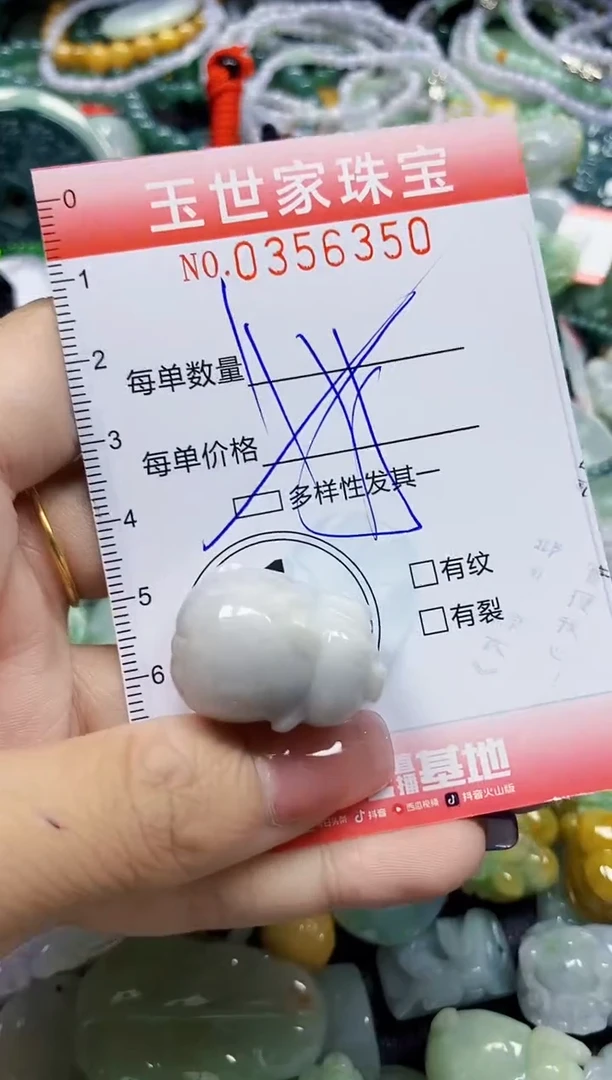 0
玉世家珠宝
NO.0356350
1
2
每单数量
3
每单价格
多样性发其一
4
有纹
5
有裂
6
播基地
抖音 西瓜视频 抖音火山版